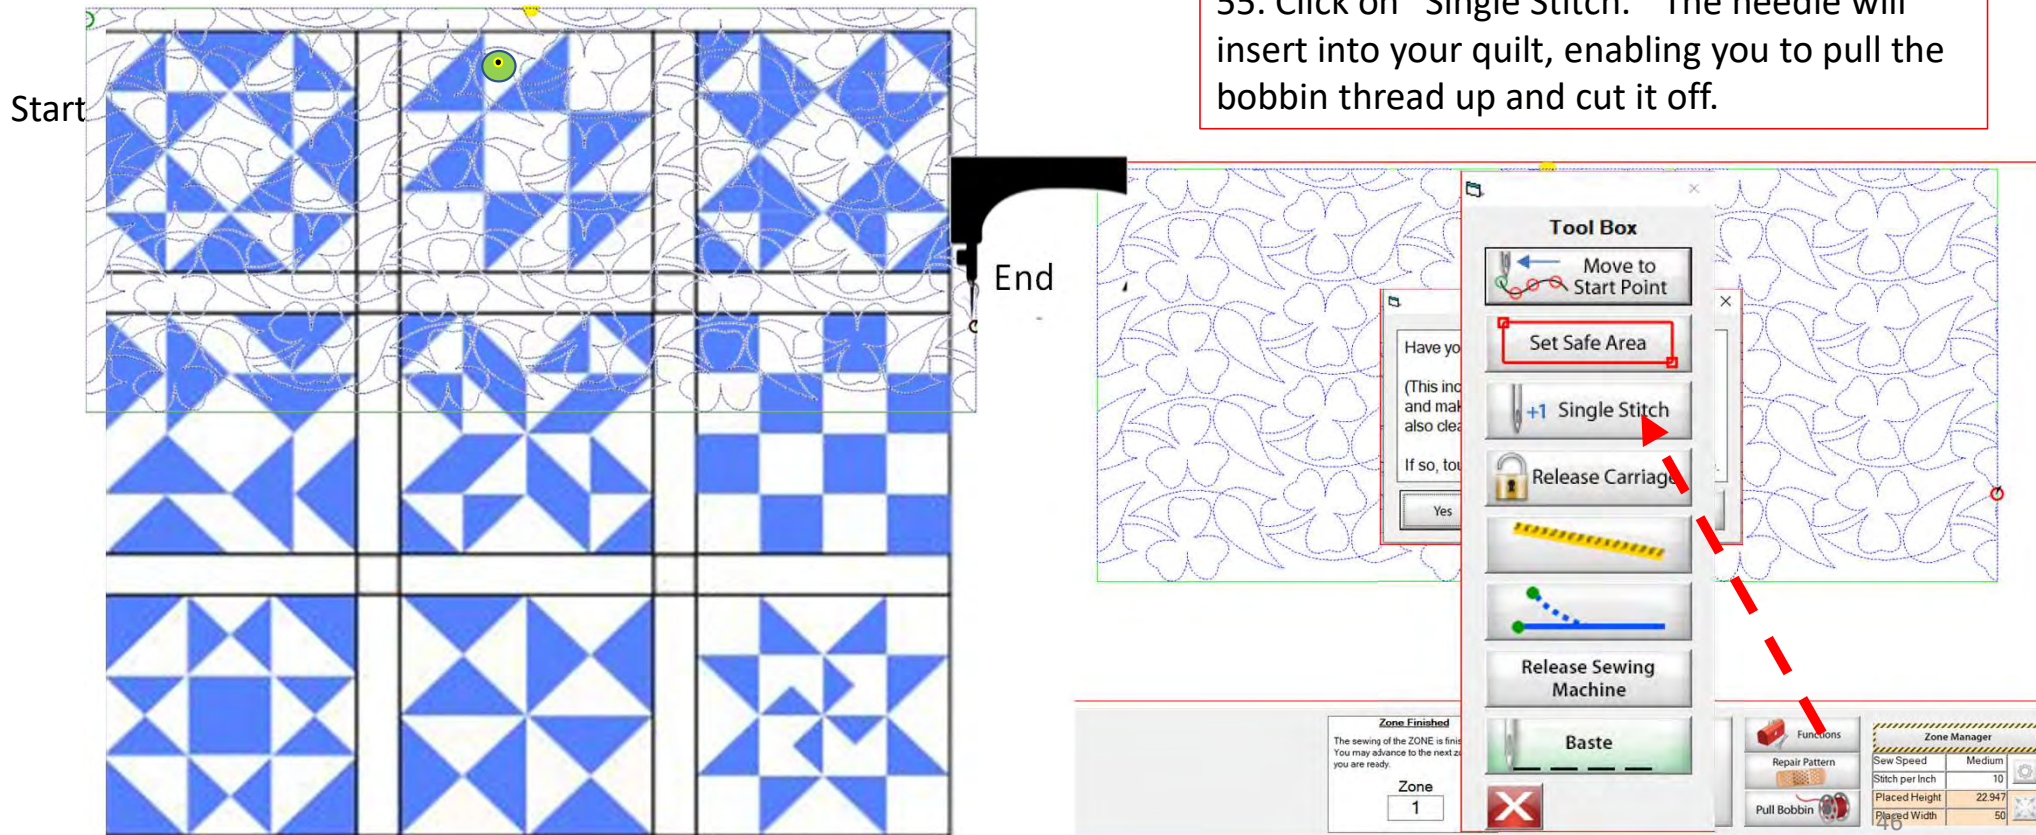 55. Click on "Single Stitch." The needle will
insert into your quilt, enabling you to pull the
bobbin thread up and cut it off.
Start
End
Tool Box
Move to
Start Point
Set Safe Area
+1 Single Stitch
Release Carriage
Release Sewing
Machine
Baste
Have yo
(This inc
and mak
also clea
If so, tou
Yes
Zone Finished
The sewing of the ZONE is finis
You may advance to the next zo
you are ready.
Zone
1
Functions
Repair Pattern
Pull Bobbin
Zone Manager
Sew Speed Medium
Stitch per Inch 10
Placed Height 22.947
Placed Width 50
46